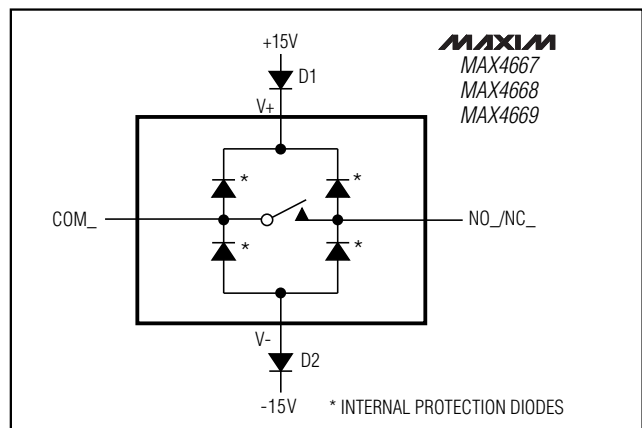 +15V
MAXIM
MAX4667
MAX4668
MAX4669
D1
V+
*
*
COM_
NO_/NC_
*
*
V-
D2
-15V
* INTERNAL PROTECTION DIODES